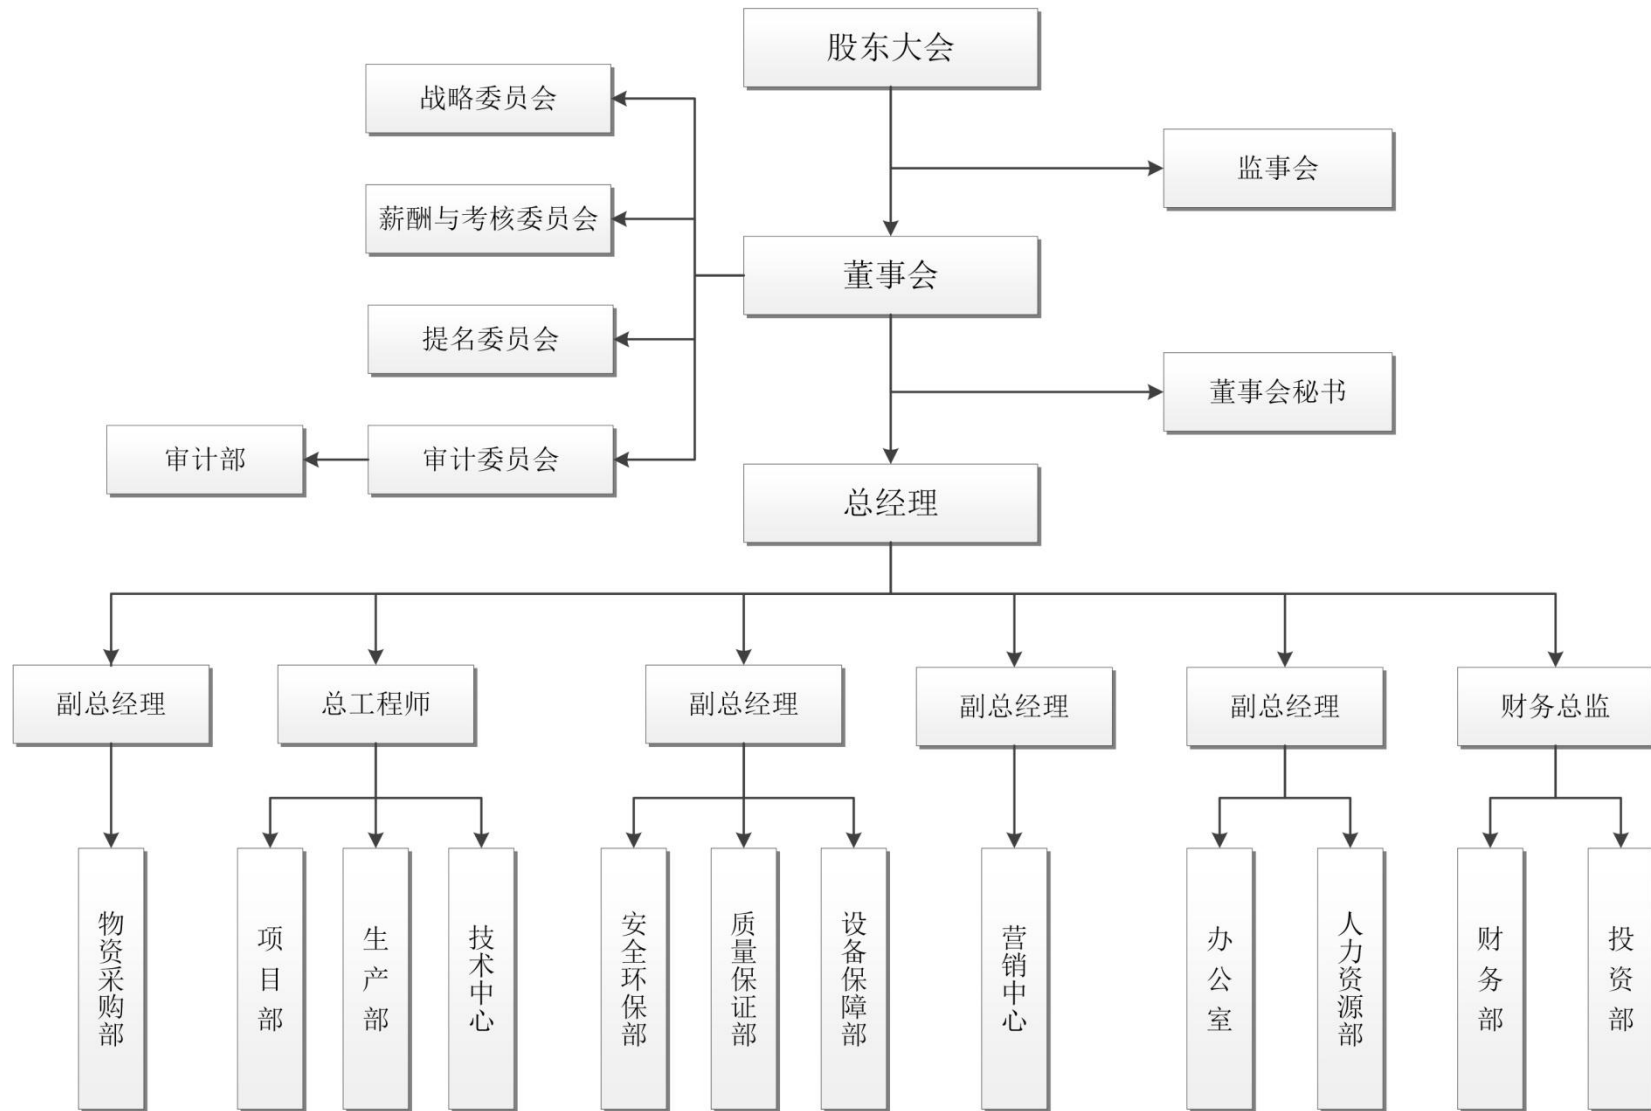 股东大会
战略委员会
监事会
薪酬与考核委员会
董事会
提名委员会
董事会秘书
审计部
审计委员会
总经理
副总经理
总工程师
副总经理
副总经理
副总经理
财务总监
物资采购部
项目部
生产部
技术中心
安全环保部
质量保证部
设备保障部
营销中心
办公室
人力资源部
财务部
投资部